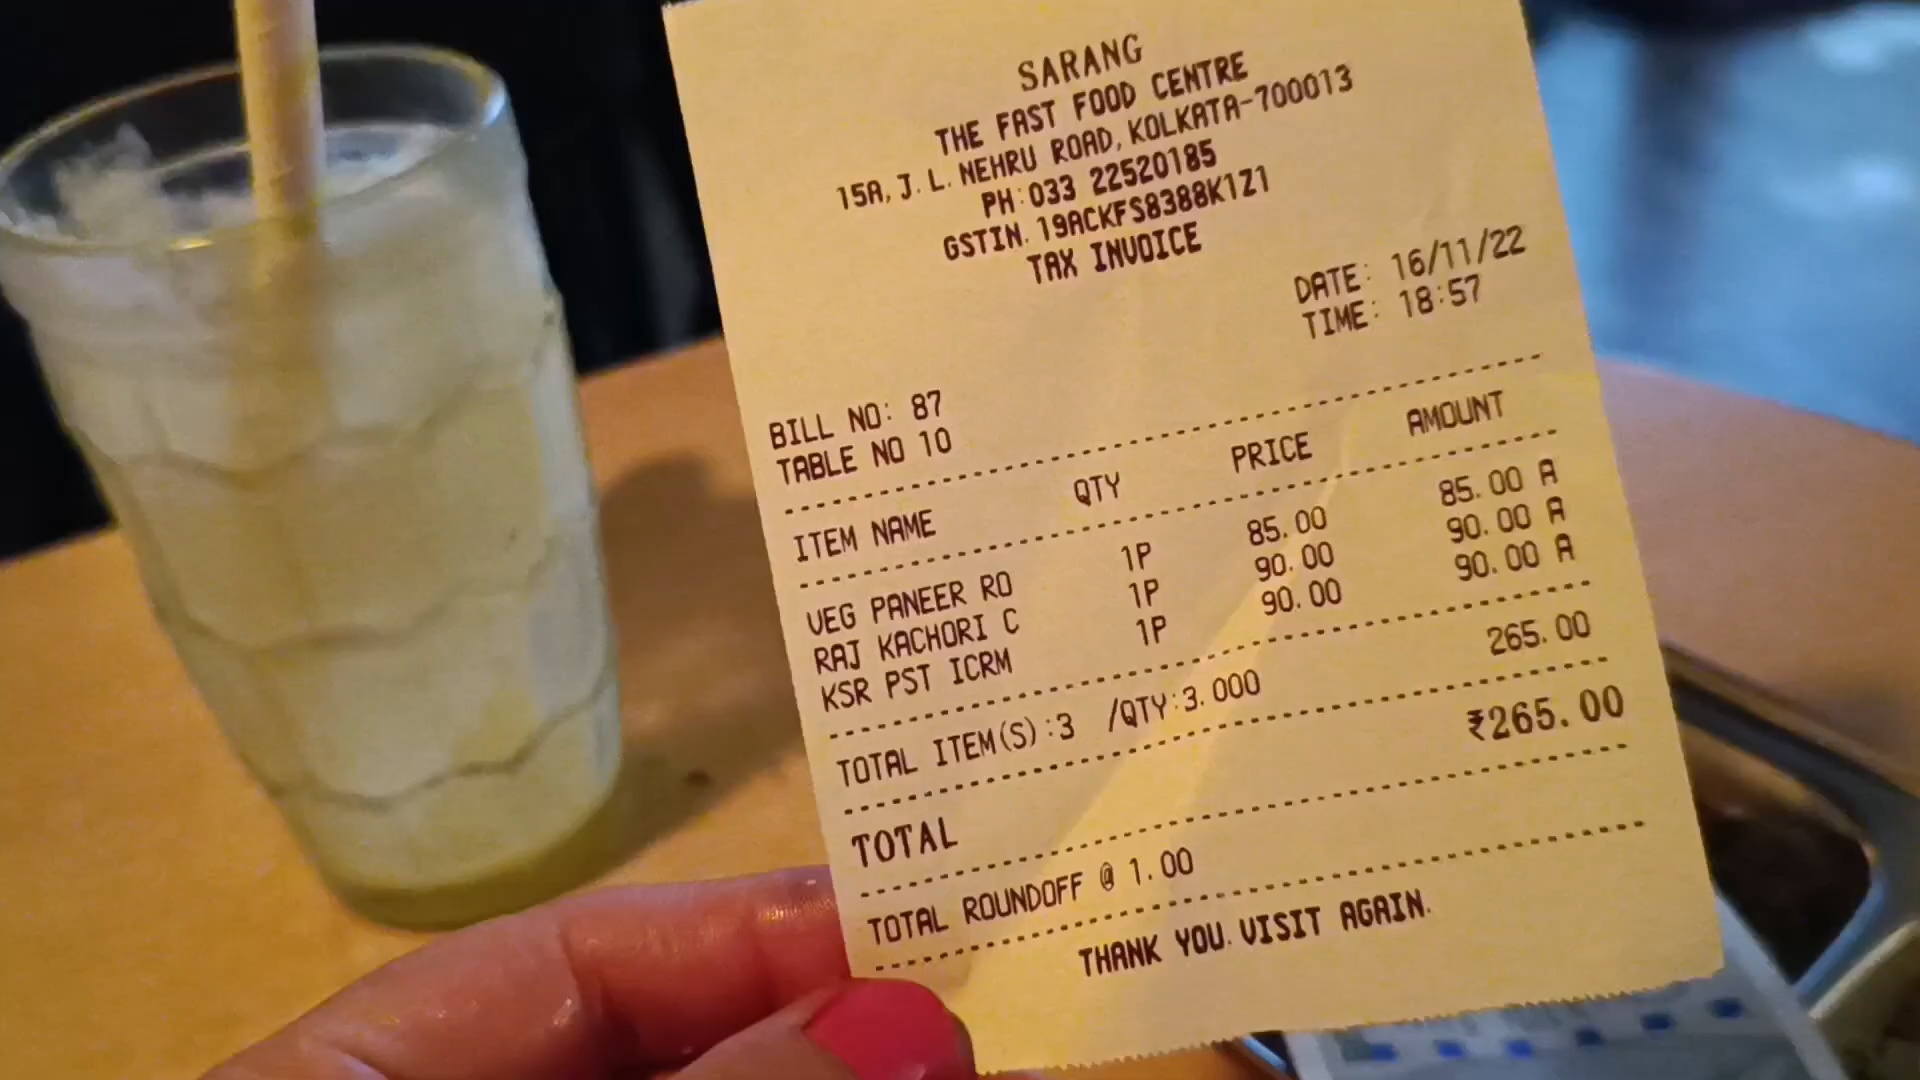 SARANG
THE FAST FOOD CENTRE
15A, J. L. NEHRU ROAD, KOLKATA-700013
PH:033 22520185
GSTIN. 19ACKFS8388K1Z1
TAX INVOICE
DATE: 16/11/22
TIME: 18:57
BILL NO: 87
TABLE NO 10
ITEM NAME QTY PRICE AMOUNT
VEG PANEER RO 1P 85.00 85.00 A
RAJ KACHORI C 1P 90.00 90.00 A
KSR PST ICRM 1P 90.00 90.00 A
TOTAL ITEM(S):3 /QTY:3.000 265.00
TOTAL ₹265.00
TOTAL ROUNDOFF @ 1.00
THANK YOU.VISIT AGAIN.